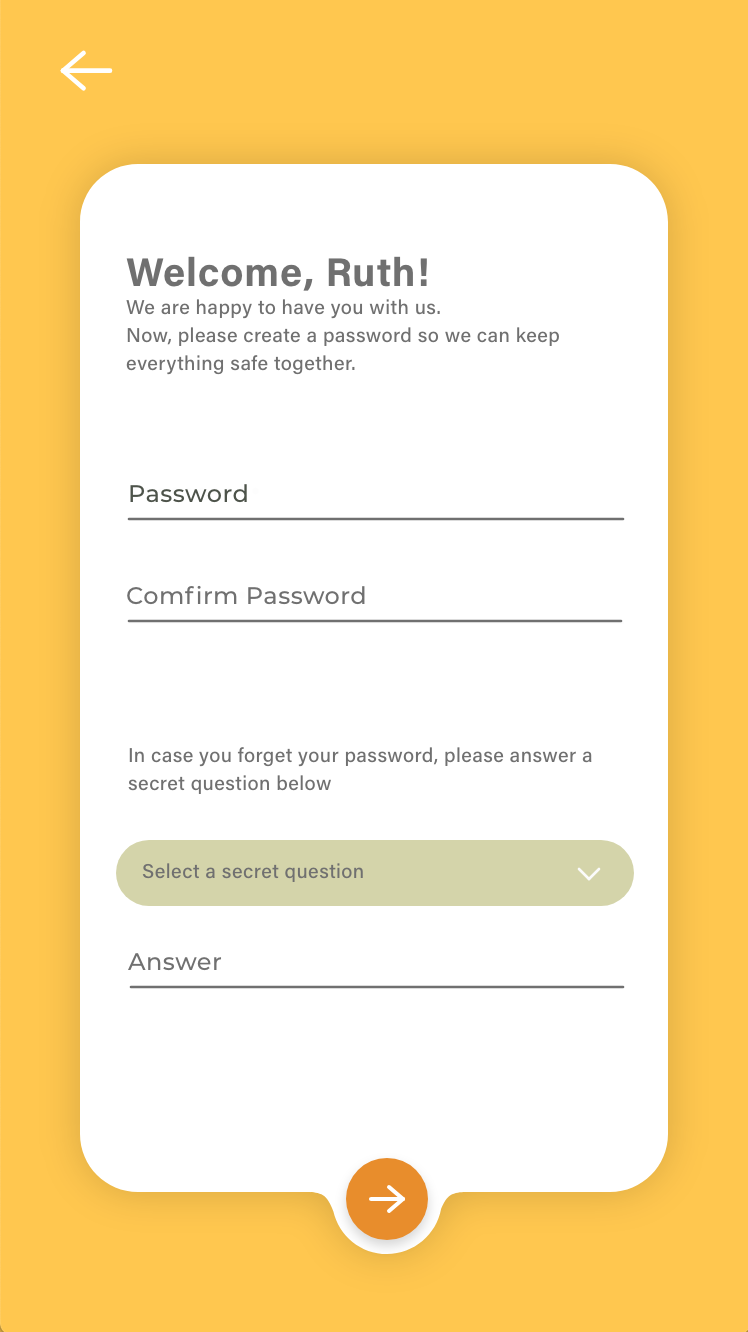 Welcome, Ruth!
We are happy to have you with us.
Now, please create a password so we can keep
everything safe together.
Password
Comfirm Password
In case you forget your password, please answer a
secret question below
Select a secret question
Answer